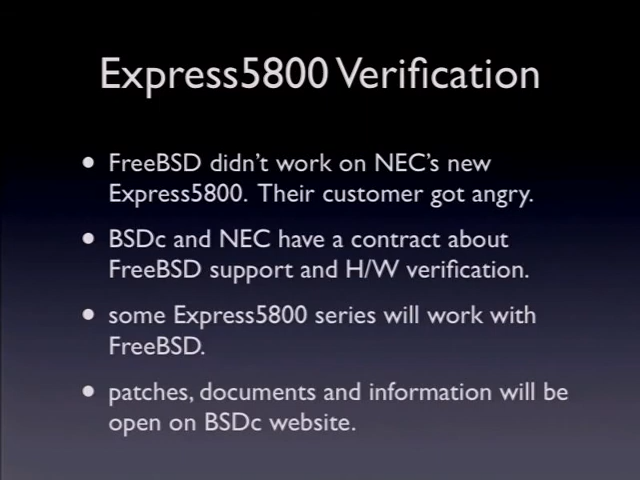 Express5800 Verification
• FreeBSD didn't work on NEC's new
Express5800. Their customer got angry.
• BSDc and NEC have a contract about
FreeBSD support and H/W verification.
• some Express5800 series will work with
FreeBSD.
• patches, documents and information will be
open on BSDc website.